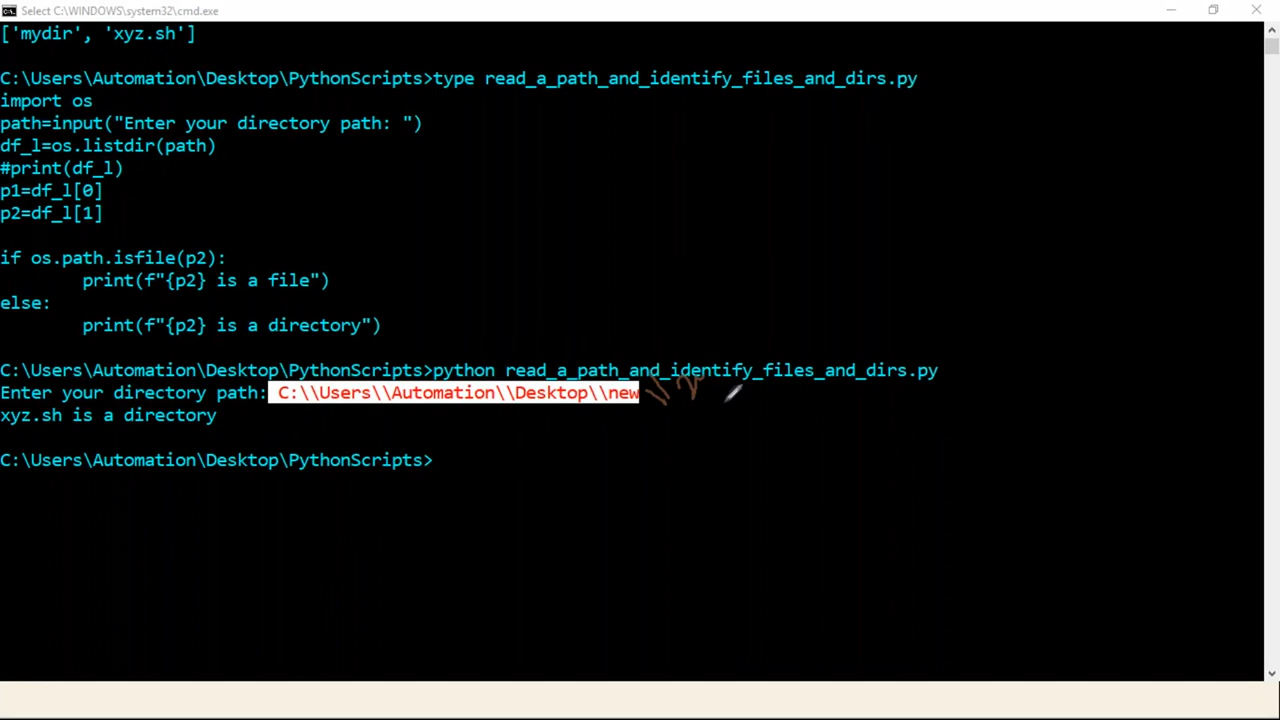 Select C:\WINDOWS\system32\cmd.exe
['mydir', 'xyz.sh']
C:\Users\Automation\Desktop\PythonScripts>type read_a_path_and_identify_files_and_dirs.py
import os
path=input("Enter your directory path: ")
df_l=os.listdir(path)
#print(df_l)
p1=df_l[0]
p2=df_l[1]
if os.path.isfile(p2):
        print(f"{p2} is a file")
else:
        print(f"{p2} is a directory")
C:\Users\Automation\Desktop\PythonScripts>python read_a_path_and_identify_files_and_dirs.py
Enter your directory path: C:\\Users\\Automation\\Desktop\\new
xyz.sh is a directory
C:\Users\Automation\Desktop\PythonScripts>